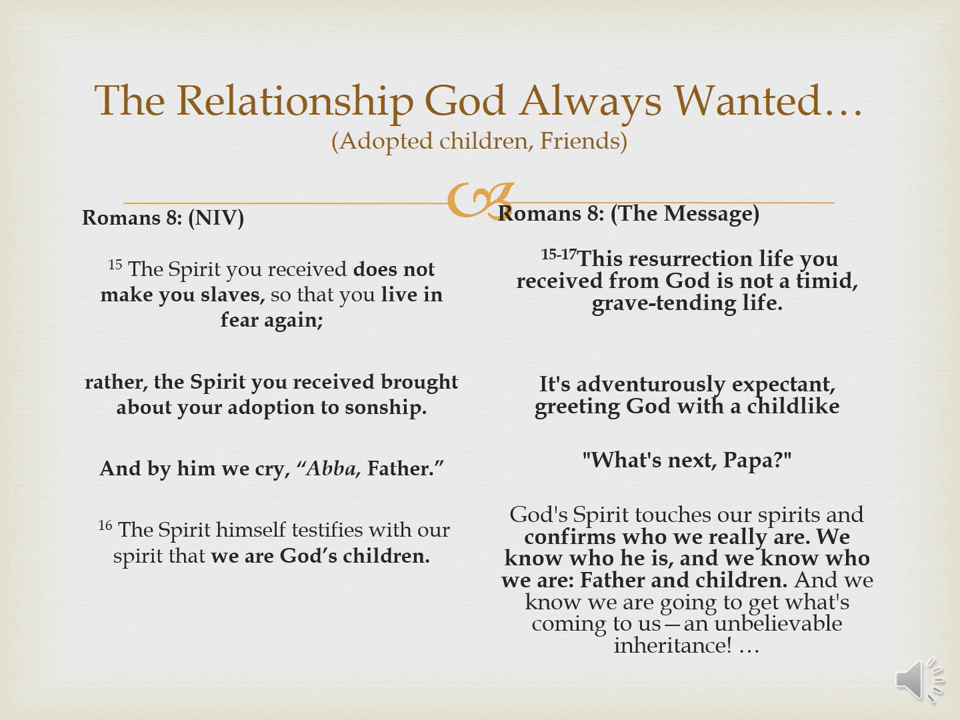 The Relationship God Always Wanted…
(Adopted children, Friends)
Romans 8: (NIV)
15 The Spirit you received does not
make you slaves, so that you live in
fear again;
rather, the Spirit you received brought
about your adoption to sonship.
And by him we cry, “Abba, Father.”
16 The Spirit himself testifies with our
spirit that we are God’s children.
Romans 8: (The Message)
15-17This resurrection life you
received from God is not a timid,
grave-tending life.
It's adventurously expectant,
greeting God with a childlike
"What's next, Papa?"
God's Spirit touches our spirits and
confirms who we really are. We
know who he is, and we know who
we are: Father and children. And we
know we are going to get what's
coming to us—an unbelievable
inheritance! …